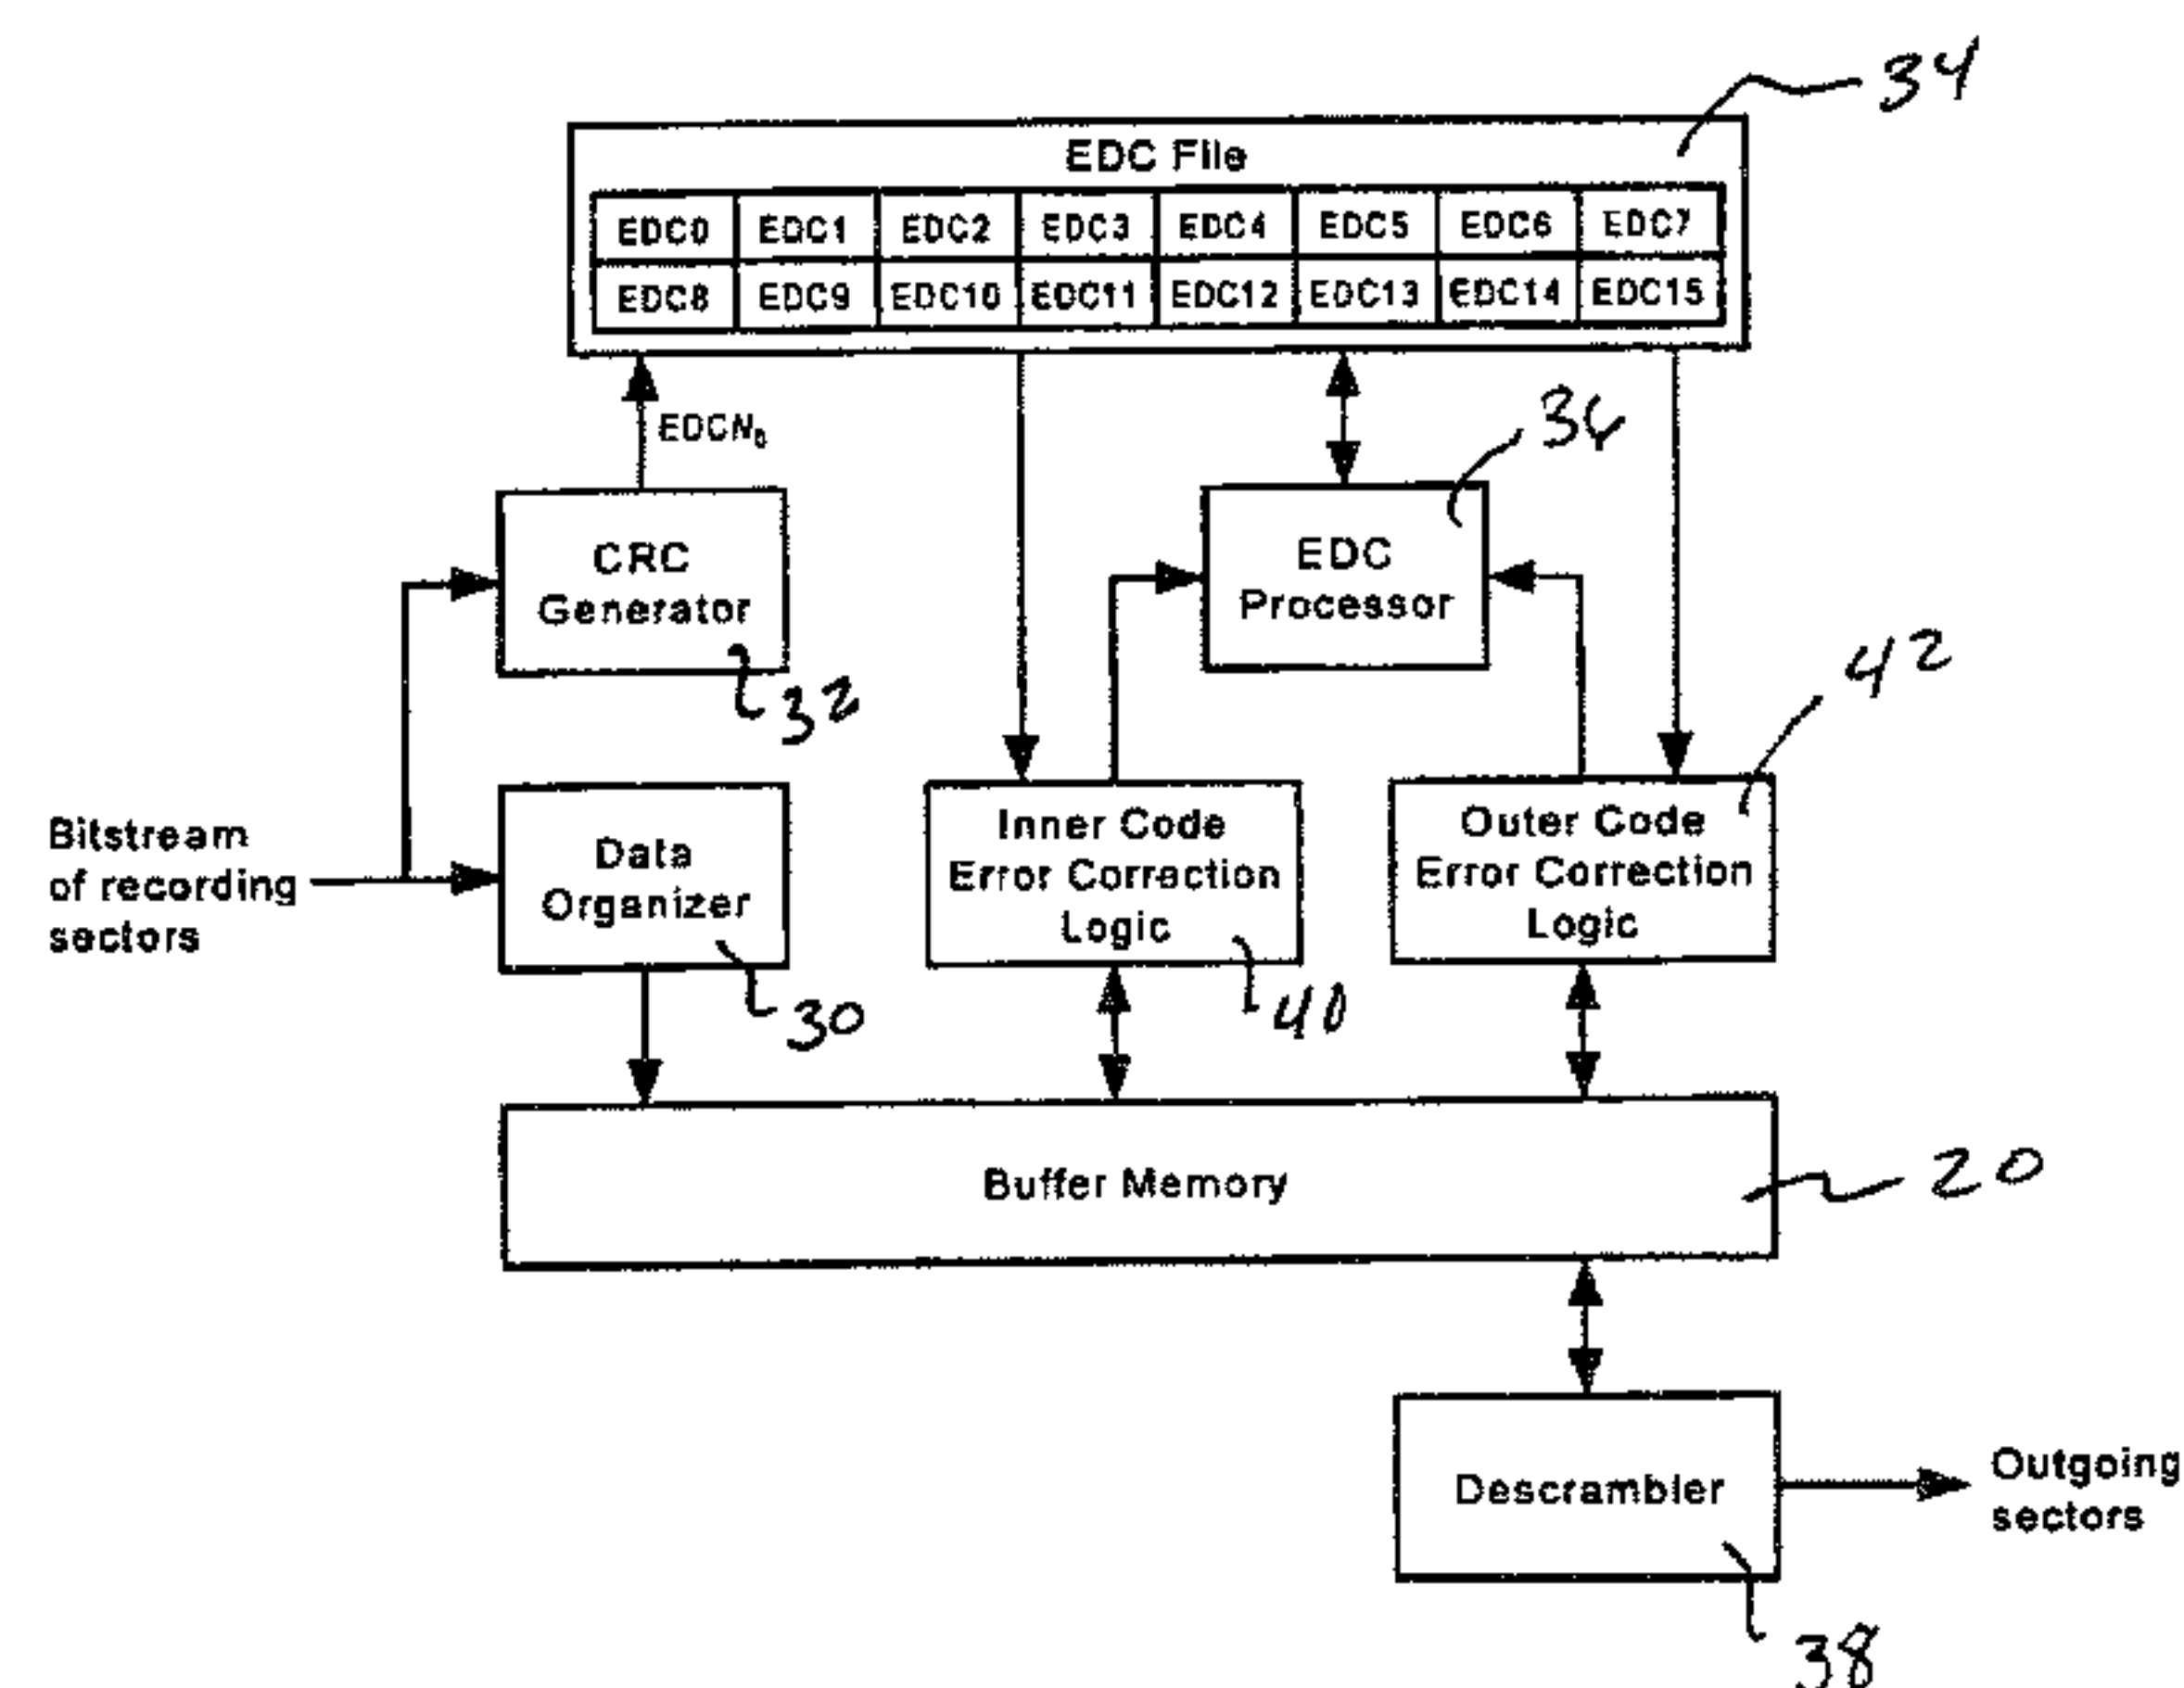 34
EDC File
EDC0 EDC1 EDC2 EDC3 EDC4 EDC5 EDC6 EDC7
EDC8 EDC9 EDC10 EDC11 EDC12 EDC13 EDC14 EDC15
EDCN₀
36
CRC
Generator
32
EDC
Processor
42
Bitstream
of recording
sectors
Data
Organizer
30
Inner Code
Error Correction
Logic
40
Outer Code
Error Correction
Logic
Buffer Memory
20
Descrambler
38
Outgoing
sectors